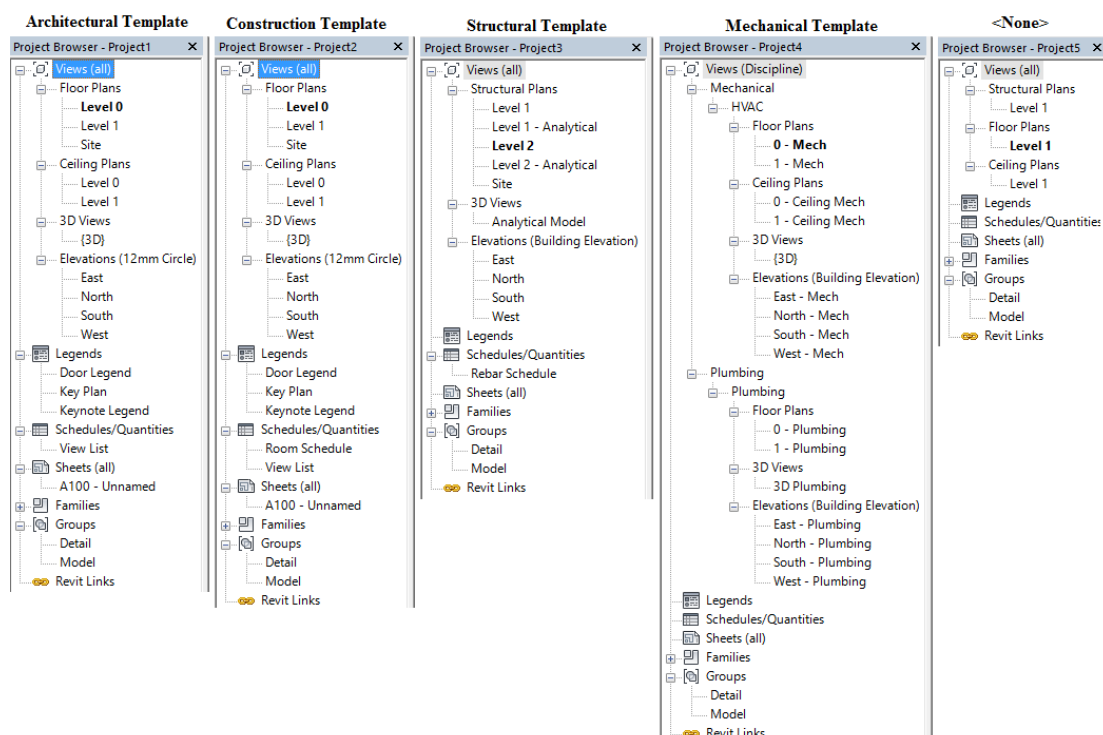 Architectural Template
Project Browser - Project1
Views (all)
Floor Plans
Level 0
Level 1
Site
Ceiling Plans
Level 0
Level 1
3D Views
{3D}
Elevations (12mm Circle)
East
North
South
West
Legends
Door Legend
Key Plan
Keynote Legend
Schedules/Quantities
View List
Sheets (all)
A100 - Unnamed
Families
Groups
Detail
Model
Revit Links
Construction Template
Project Browser - Project2
Views (all)
Floor Plans
Level 0
Level 1
Site
Ceiling Plans
Level 0
Level 1
3D Views
{3D}
Elevations (12mm Circle)
East
North
South
West
Legends
Door Legend
Key Plan
Keynote Legend
Schedules/Quantities
Room Schedule
View List
Sheets (all)
A100 - Unnamed
Families
Groups
Detail
Model
Revit Links
Structural Template
Project Browser - Project3
Views (all)
Structural Plans
Level 1
Level 1 - Analytical
Level 2
Level 2 - Analytical
Site
3D Views
Analytical Model
Elevations (Building Elevation)
East
North
South
West
Legends
Schedules/Quantities
Rebar Schedule
Sheets (all)
Families
Groups
Detail
Model
Revit Links
Mechanical Template
Project Browser - Project4
Views (Discipline)
Mechanical
HVAC
Floor Plans
0 - Mech
1 - Mech
Ceiling Plans
0 - Ceiling Mech
1 - Ceiling Mech
3D Views
{3D}
Elevations (Building Elevation)
East - Mech
North - Mech
South - Mech
West - Mech
Plumbing
Plumbing
Floor Plans
0 - Plumbing
1 - Plumbing
3D Views
3D Plumbing
Elevations (Building Elevation)
East - Plumbing
North - Plumbing
South - Plumbing
West - Plumbing
Legends
Schedules/Quantities
Sheets (all)
Families
Groups
Detail
Model
Revit Links
<None>
Project Browser - Project5
Views (all)
Structural Plans
Level 1
Floor Plans
Level 1
Ceiling Plans
Level 1
Legends
Schedules/Quantities
Sheets (all)
Families
Groups
Detail
Model
Revit Links